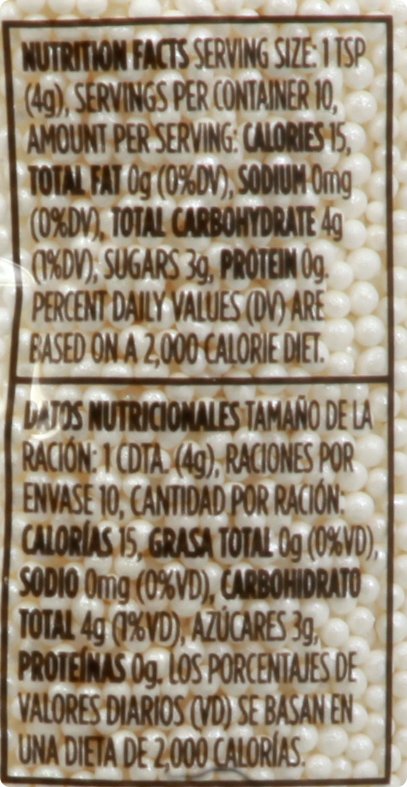 NUTRITION FACTS SERVING SIZE: 1 TSP
(4g), SERVINGS PER CONTAINER 10,
AMOUNT PER SERVING: CALORIES 15,
TOTAL FAT 0g (0%DV), SODIUM 0mg
(0%DV), TOTAL CARBOHYDRATE 4g
(1%DV), SUGARS 3g, PROTEIN 0g.
PERCENT DAILY VALUES (DV) ARE
BASED ON A 2,000 CALORIE DIET.
DATOS NUTRICIONALES TAMAÑO DE LA
RACIÓN: 1 CDTA. (4g), RACIONES POR
ENVASE 10, CANTIDAD POR RACIÓN:
CALORÍAS 15, GRASA TOTAL 0g (0%VD),
SODIO 0mg (0%VD), CARBOHIDRATO
TOTAL 4g (1%VD), AZÚCARES 3g,
PROTEÍNAS 0g. LOS PORCENTAJES DE
VALORES DIARIOS (VD) SE BASAN EN
UNA DIETA DE 2,000 CALORÍAS.